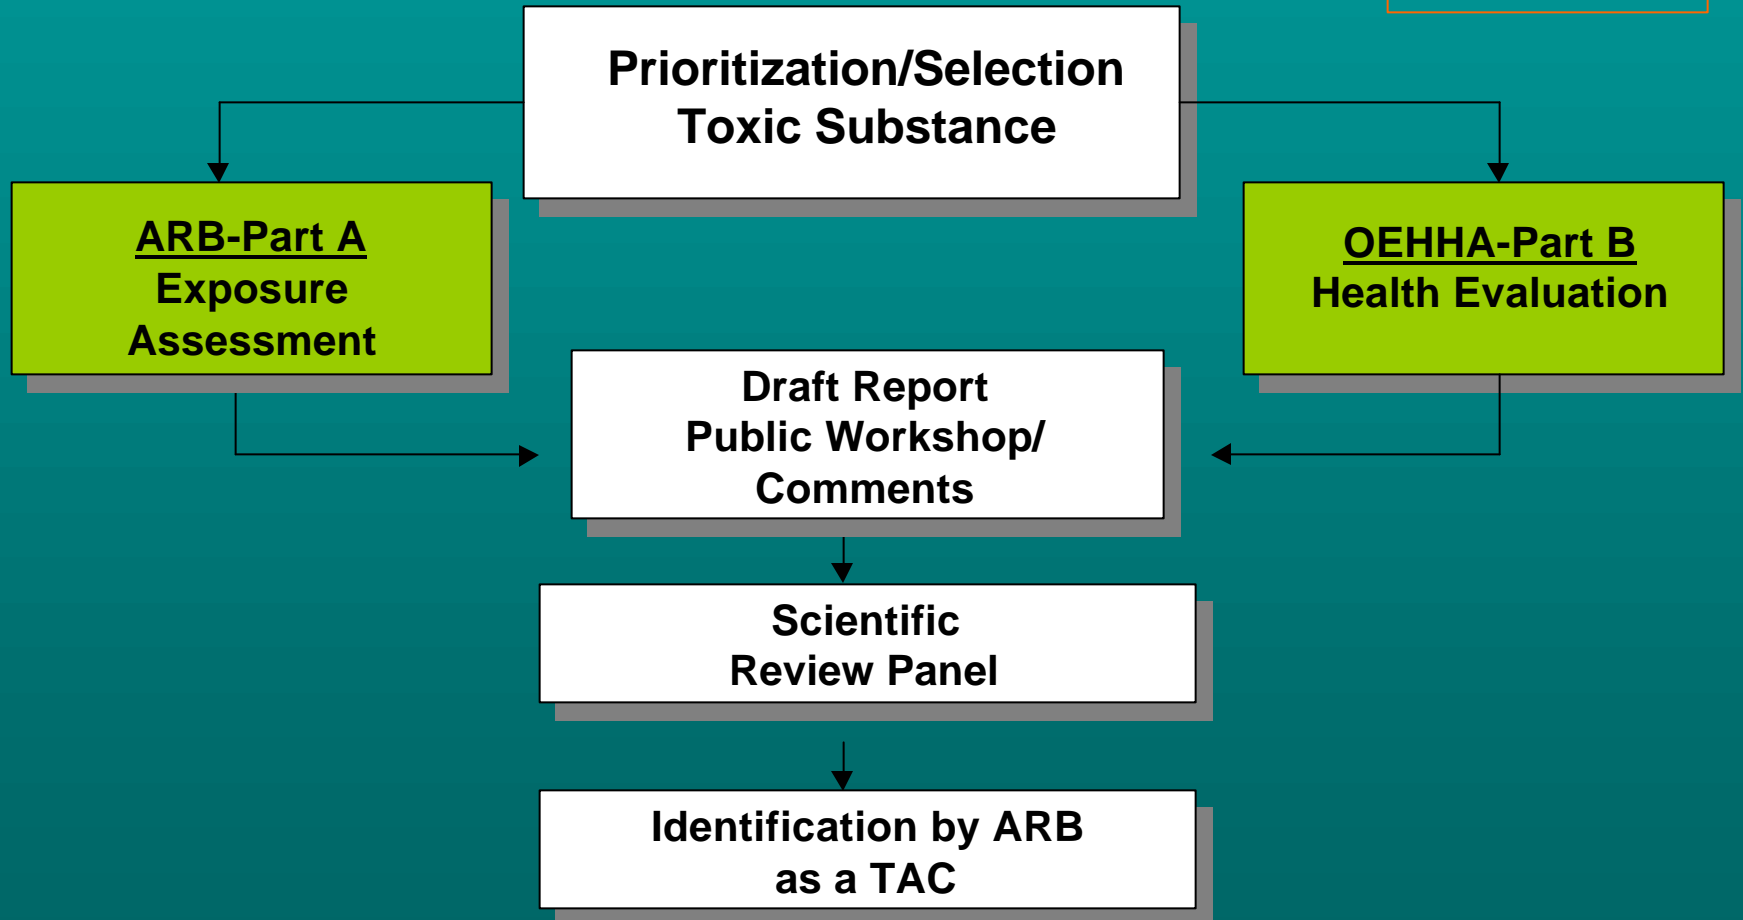 Prioritization/Selection
Toxic Substance
ARB-Part A
Exposure
Assessment
OEHHA-Part B
Health Evaluation
Draft Report
Public Workshop/
Comments
Scientific
Review Panel
Identification by ARB
as a TAC